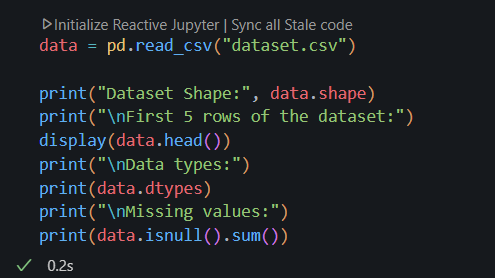 Initialize Reactive Jupyter | Sync all Stale code
data = pd.read_csv("dataset.csv")
print("Dataset Shape:", data.shape)
print("\nFirst 5 rows of the dataset:")
display(data.head())
print("\nData types:")
print(data.dtypes)
print("\nMissing values:")
print(data.isnull().sum())
0.2s